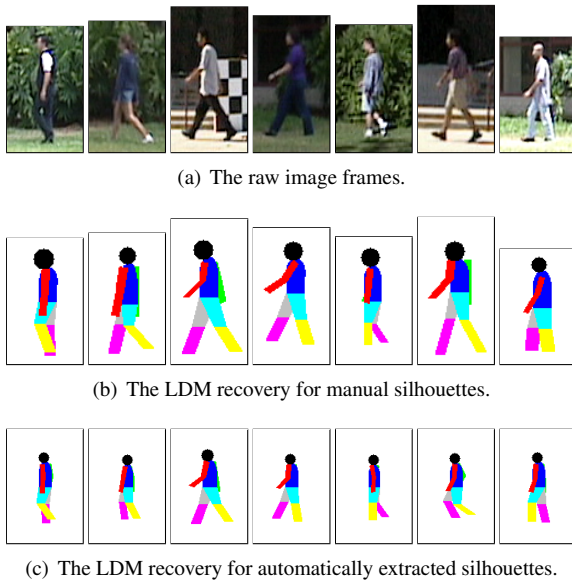 (a) The raw image frames.
(b) The LDM recovery for manual silhouettes.
(c) The LDM recovery for automatically extracted silhouettes.